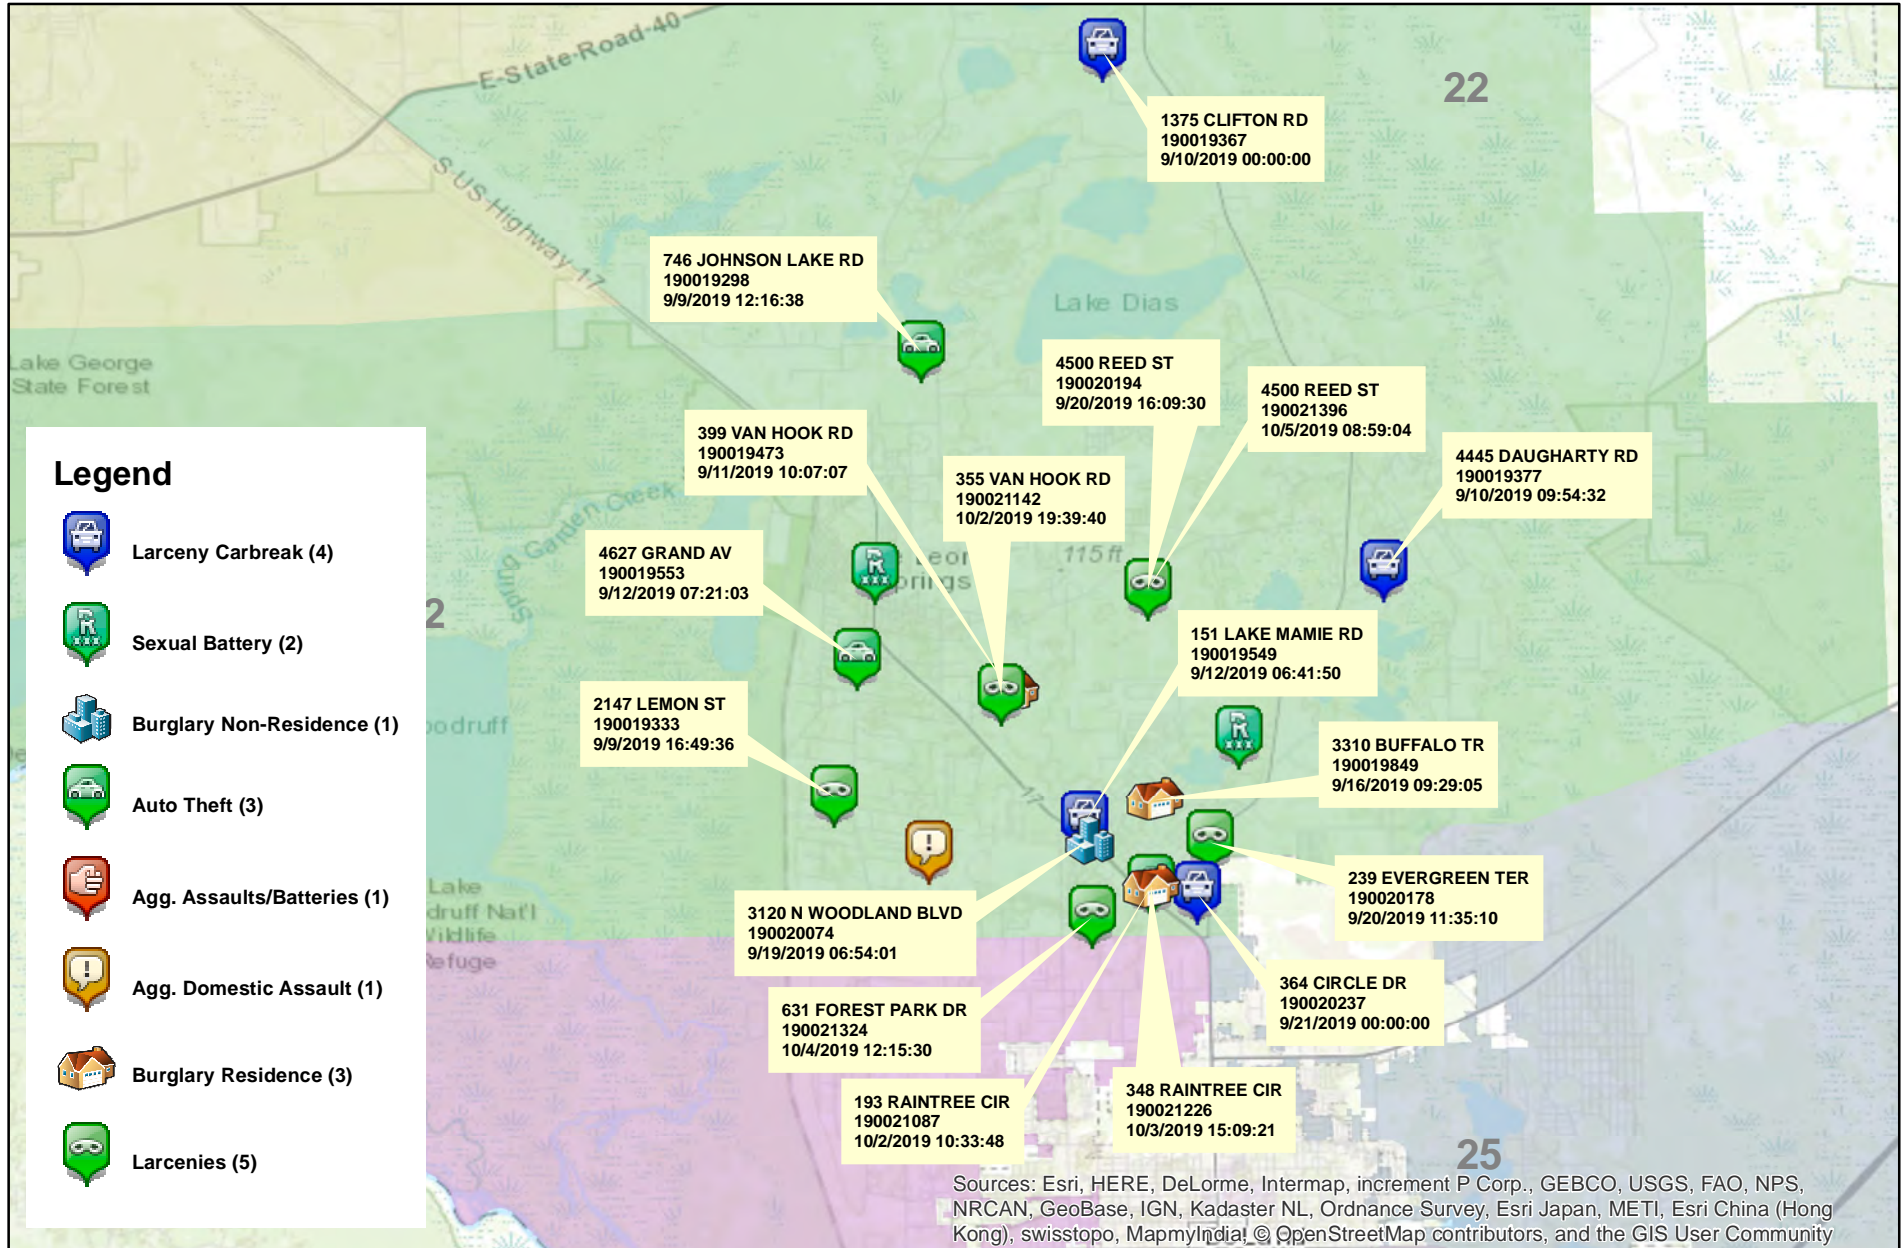 E-State-Road-40
22
1375 CLIFTON RD
190019367
9/10/2019 00:00:00
S-US-Highway-17
746 JOHNSON LAKE RD
190019298
9/9/2019 12:16:38
Lake Dias
Lake George
State Forest
4500 REED ST
190020194
9/20/2019 16:09:30
4500 REED ST
190021396
10/5/2019 08:59:04
399 VAN HOOK RD
190019473
9/11/2019 10:07:07
355 VAN HOOK RD
190021142
10/2/2019 19:39:40
4445 DAUGHARTY RD
190019377
9/10/2019 09:54:32
Spring Garden Creek
4627 GRAND AV
190019553
9/12/2019 07:21:03
Leon
prings
115 ft
2
151 LAKE MAMIE RD
190019549
9/12/2019 06:41:50
2147 LEMON ST
190019333
9/9/2019 16:49:36
oodruff
3310 BUFFALO TR
190019849
9/16/2019 09:29:05
17
239 EVERGREEN TER
190020178
9/20/2019 11:35:10
Lake
druff Nat'l
Wildlife
Refuge
3120 N WOODLAND BLVD
190020074
9/19/2019 06:54:01
364 CIRCLE DR
190020237
9/21/2019 00:00:00
631 FOREST PARK DR
190021324
10/4/2019 12:15:30
193 RAINTREE CIR
190021087
10/2/2019 10:33:48
348 RAINTREE CIR
190021226
10/3/2019 15:09:21
25
Legend
Larceny Carbreak (4)
Sexual Battery (2)
Burglary Non-Residence (1)
Auto Theft (3)
Agg. Assaults/Batteries (1)
Agg. Domestic Assault (1)
Burglary Residence (3)
Larcenies (5)
Sources: Esri, HERE, DeLorme, Intermap, increment P Corp., GEBCO, USGS, FAO, NPS,
NRCAN, GeoBase, IGN, Kadaster NL, Ordnance Survey, Esri Japan, METI, Esri China (Hong
Kong), swisstopo, MapmyIndia, © OpenStreetMap contributors, and the GIS User Community